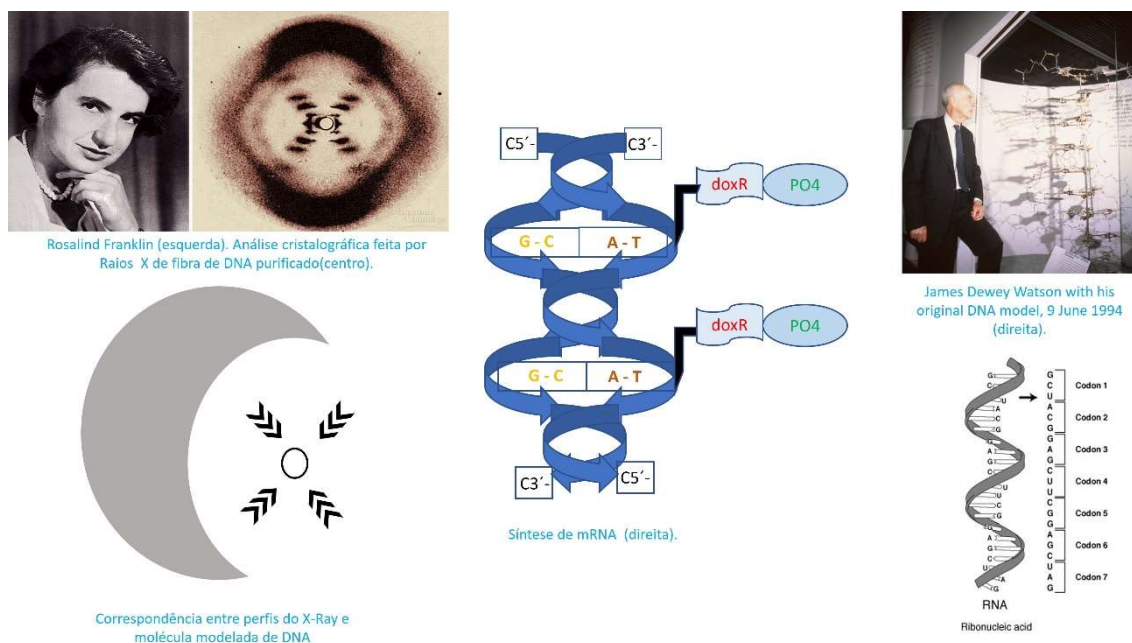 Rosalind Franklin (esquerda). Análise cristalográfica feita por
Raios X de fibra de DNA purificado(centro).
C5´-
C3´-
doxR
PO4
G - C
A - T
doxR
PO4
G - C
A - T
C3´-
C5´-
Síntese de mRNA (direita).
Correspondência entre perfis do X-Ray e
molécula modelada de DNA
James Dewey Watson with his
original DNA model, 9 June 1994
(direita).
G
C
U
A
C
G
G
A
G
C
U
U
C
G
G
A
G
C
U
A
G
G
C
U
Codon 1
A
C
G
Codon 2
G
A
G
Codon 3
C
U
U
Codon 4
C
G
G
Codon 5
A
G
C
Codon 6
U
A
G
Codon 7
RNA
Ribonucleic acid